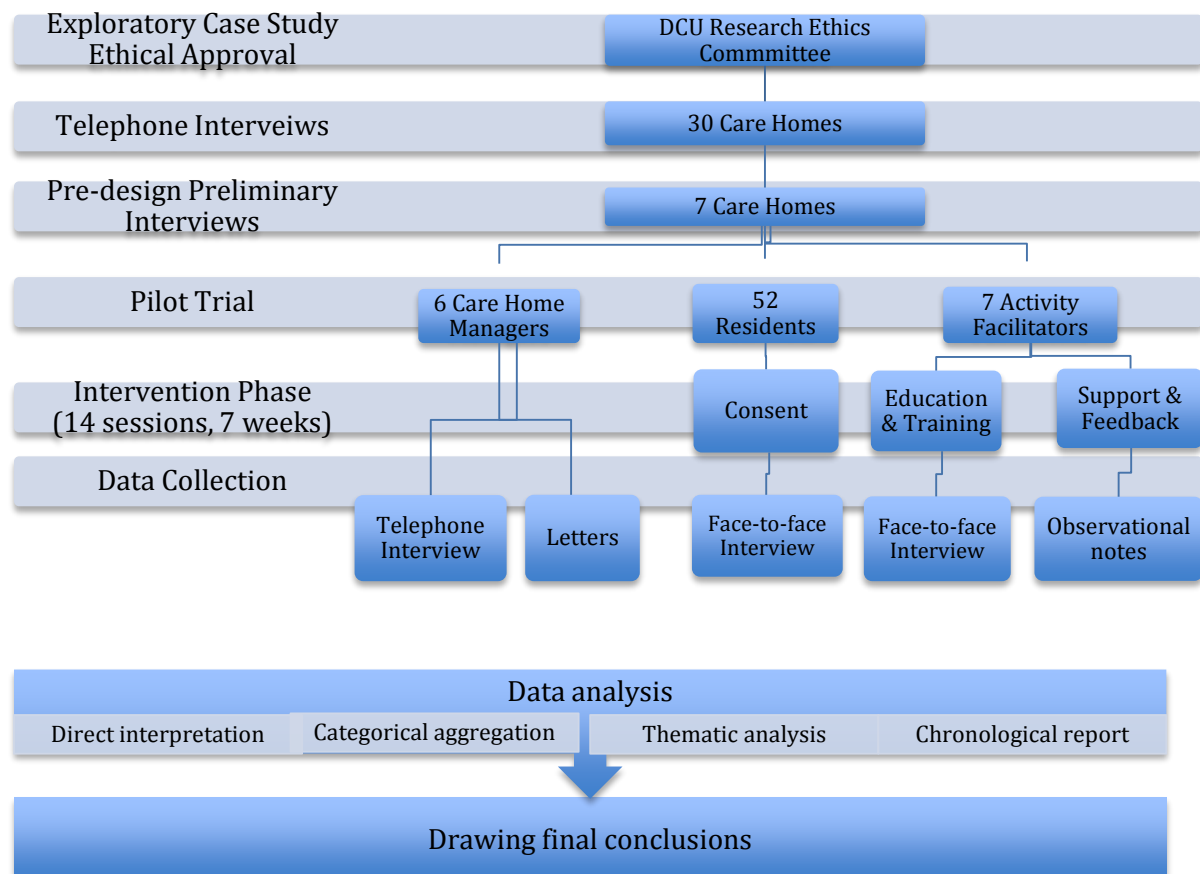 Exploratory Case Study
Ethical Approval
DCU Research Ethics
Commmittee
Telephone Interveiws
30 Care Homes
Pre-design Preliminary
Interviews
7 Care Homes
Pilot Trial
6 Care Home
Managers
52
Residents
7 Activity
Facilitators
Intervention Phase
(14 sessions, 7 weeks)
Consent
Education
& Training
Support &
Feedback
Data Collection
Telephone
Interview
Letters
Face-to-face
Interview
Face-to-face
Interview
Observational
notes
Data analysis
Direct interpretation
Categorical aggregation
Thematic analysis
Chronological report
Drawing final conclusions